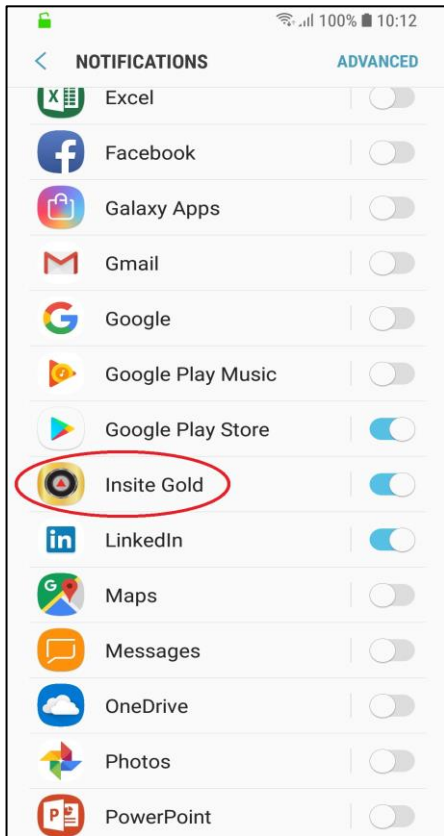 100% 10:12
NOTIFICATIONS ADVANCED
Excel
Facebook
Galaxy Apps
Gmail
Google
Google Play Music
Google Play Store
Insite Gold
in LinkedIn
G Maps
Messages
OneDrive
Photos
P PowerPoint